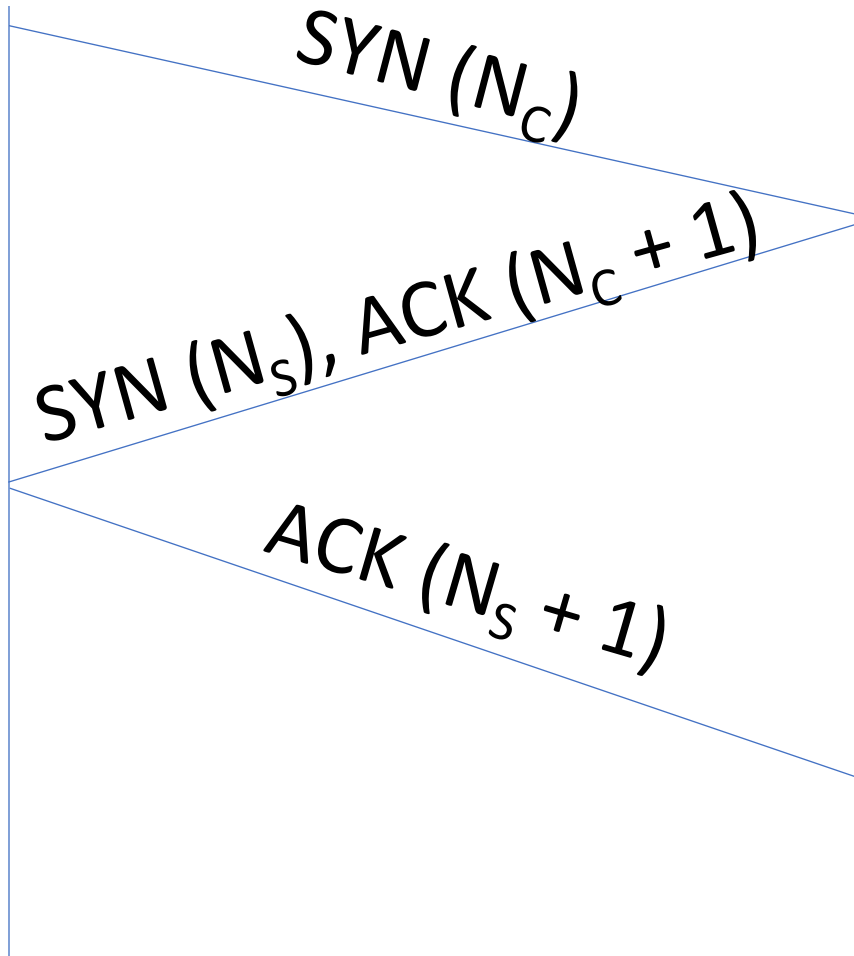 SYN (N_C)
SYN (N_S), ACK (N_C + 1)
ACK (N_S + 1)